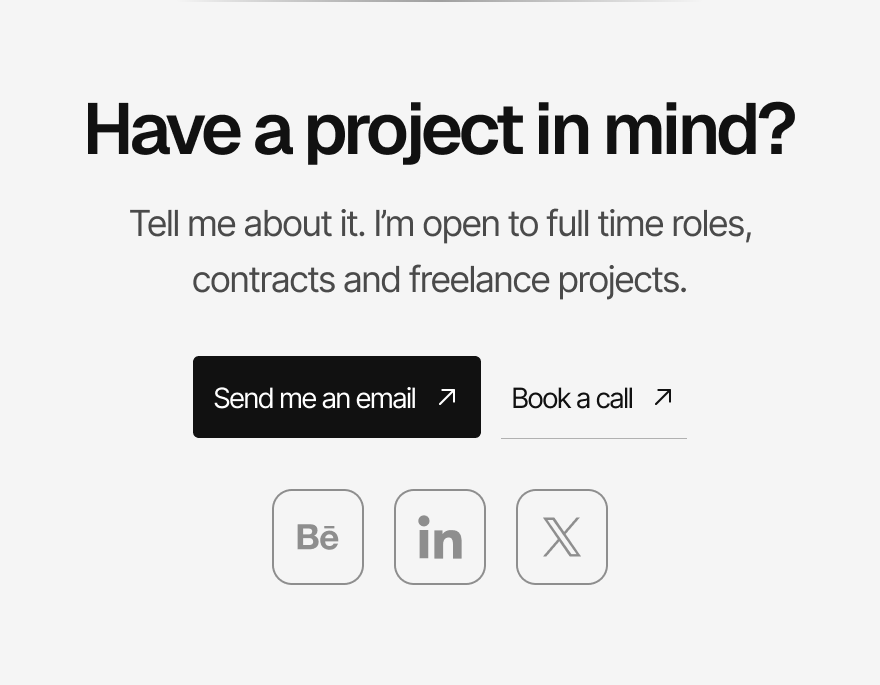 Have a project in mind?
Tell me about it. I’m open to full time roles,
contracts and freelance projects.
Send me an email
Book a call
Bē
in
X